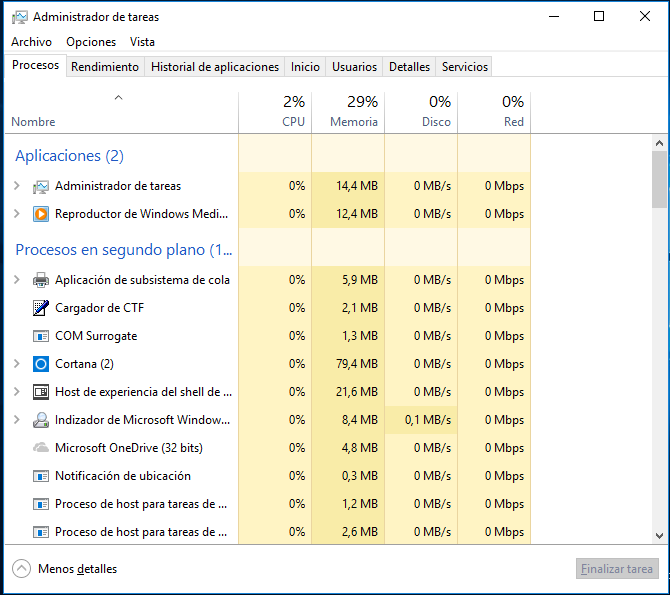 Administrador de tareas
Archivo Opciones Vista
Procesos Rendimiento Historial de aplicaciones Inicio Usuarios Detalles Servicios
2% 29% 0% 0%
Nombre CPU Memoria Disco Red
Aplicaciones (2)
Administrador de tareas 0% 14,4 MB 0 MB/s 0 Mbps
Reproductor de Windows Medi... 0% 12,4 MB 0 MB/s 0 Mbps
Procesos en segundo plano (1...
Aplicación de subsistema de cola 0% 5,9 MB 0 MB/s 0 Mbps
Cargador de CTF 0% 2,1 MB 0 MB/s 0 Mbps
COM Surrogate 0% 1,3 MB 0 MB/s 0 Mbps
Cortana (2) 0% 79,4 MB 0 MB/s 0 Mbps
Host de experiencia del shell de ... 0% 21,6 MB 0 MB/s 0 Mbps
Indizador de Microsoft Window... 0% 8,4 MB 0,1 MB/s 0 Mbps
Microsoft OneDrive (32 bits) 0% 4,8 MB 0 MB/s 0 Mbps
Notificación de ubicación 0% 0,3 MB 0 MB/s 0 Mbps
Proceso de host para tareas de ... 0% 1,2 MB 0 MB/s 0 Mbps
Proceso de host para tareas de ... 0% 2,6 MB 0 MB/s 0 Mbps
Menos detalles Finalizar tarea